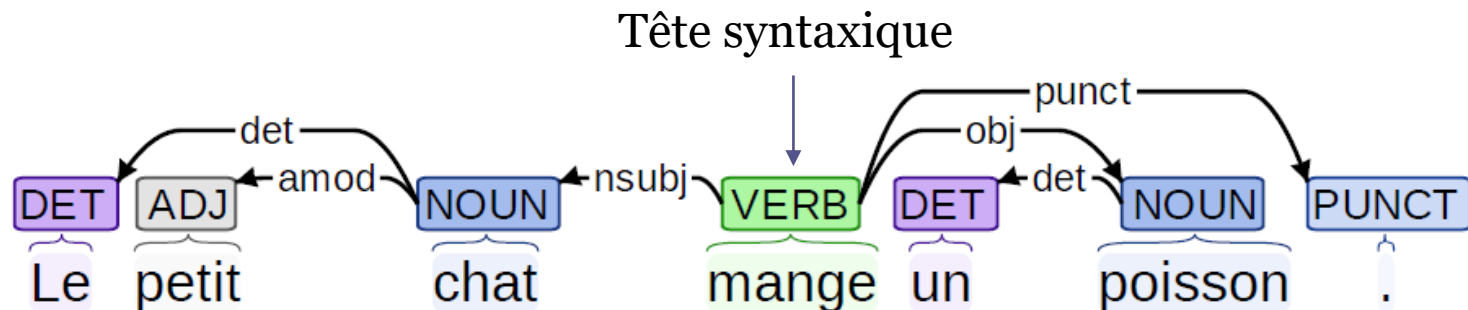 Tête syntaxique
punct
det obj
amod nsubj det
DET ADJ NOUN VERB DET NOUN PUNCT
Le petit chat mange un poisson .